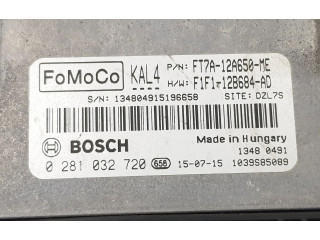 FoMoCo KAL4 P/N: FT7A-12A650-ME
H/W: F1F1-12B684-AD
S/N: 134804915196658 SITE: DZL7S
BOSCH Made in Hungary
1348 0491
0 281 032 720 658 15-07-15 1039S85089